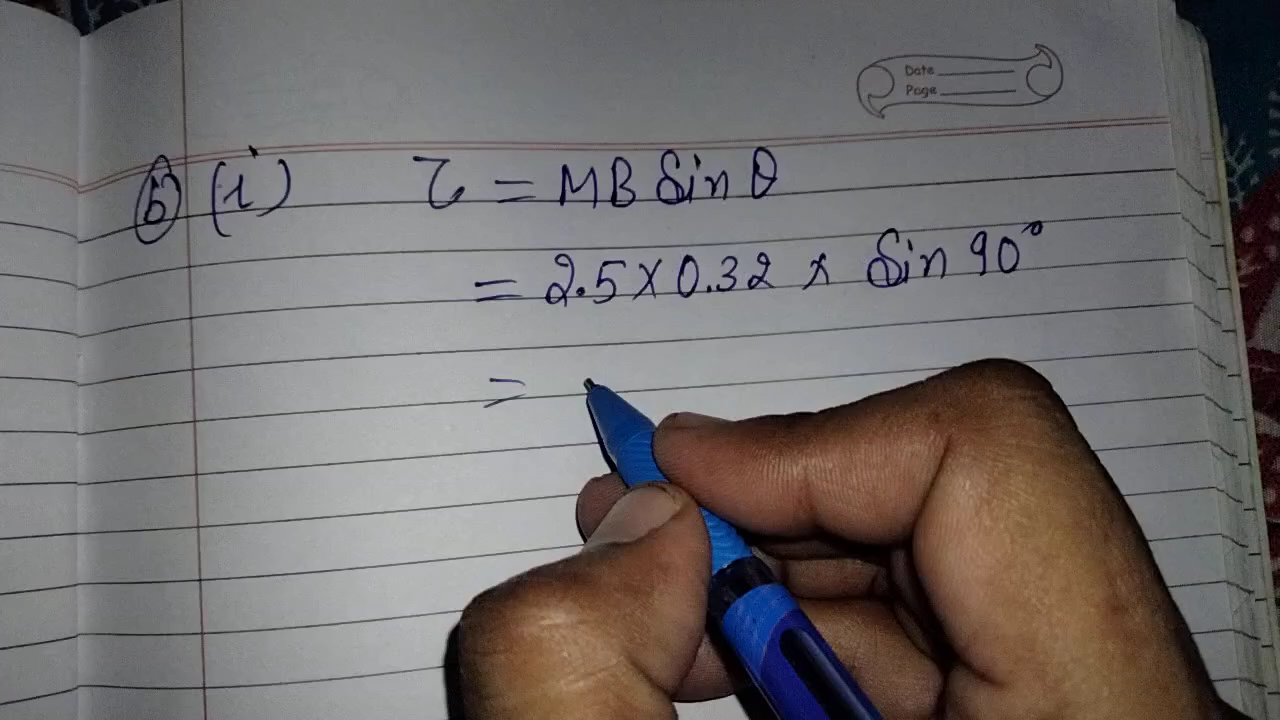 Date
Page
(b) (i) τ = MB Sin θ
= 2.5 × 0.32 × Sin 90°
=